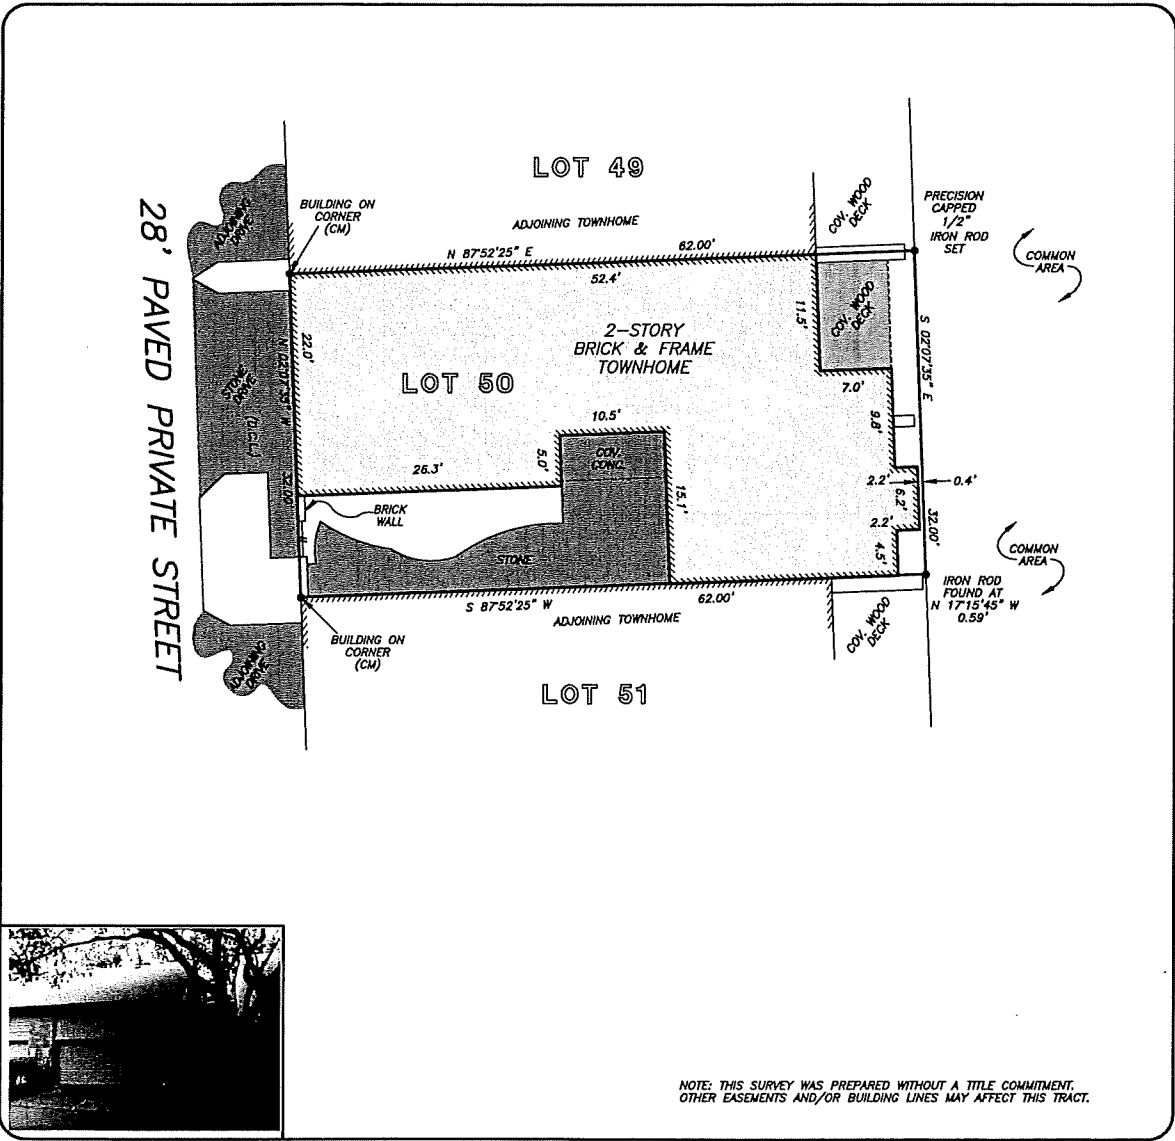 LOT 49
ADJOINING TOWNHOME
COV. WOOD
DECK
PRECISION
CAPPED
1/2"
IRON ROD
SET
COMMON
AREA
BUILDING ON
CORNER
(CM)
ADJOINING
DRIVE
N 87°52'25" E
62.00'
52.4'
28' PAVED PRIVATE STREET
22.0'
N 02°07'35" W
32.00'
STONE
DRIVE
2-STORY
BRICK & FRAME
TOWNHOME
LOT 50
11.5'
COV. WOOD
DECK
7.0'
S 02°07'35" E
9.8'
10.5'
5.0'
COV.
CONC.
26.3'
15.1'
2.2'
0.4'
6.2'
2.2'
32.00'
4.5'
BRICK
WALL
STONE
COMMON
AREA
S 87°52'25" W
62.00'
ADJOINING TOWNHOME
IRON ROD
FOUND AT
N 17°15'45" W
0.59'
BUILDING ON
CORNER
(CM)
ADJOINING
DRIVE
COV. WOOD
DECK
LOT 51
NOTE: THIS SURVEY WAS PREPARED WITHOUT A TITLE COMMITMENT.
OTHER EASEMENTS AND/OR BUILDING LINES MAY AFFECT THIS TRACT.